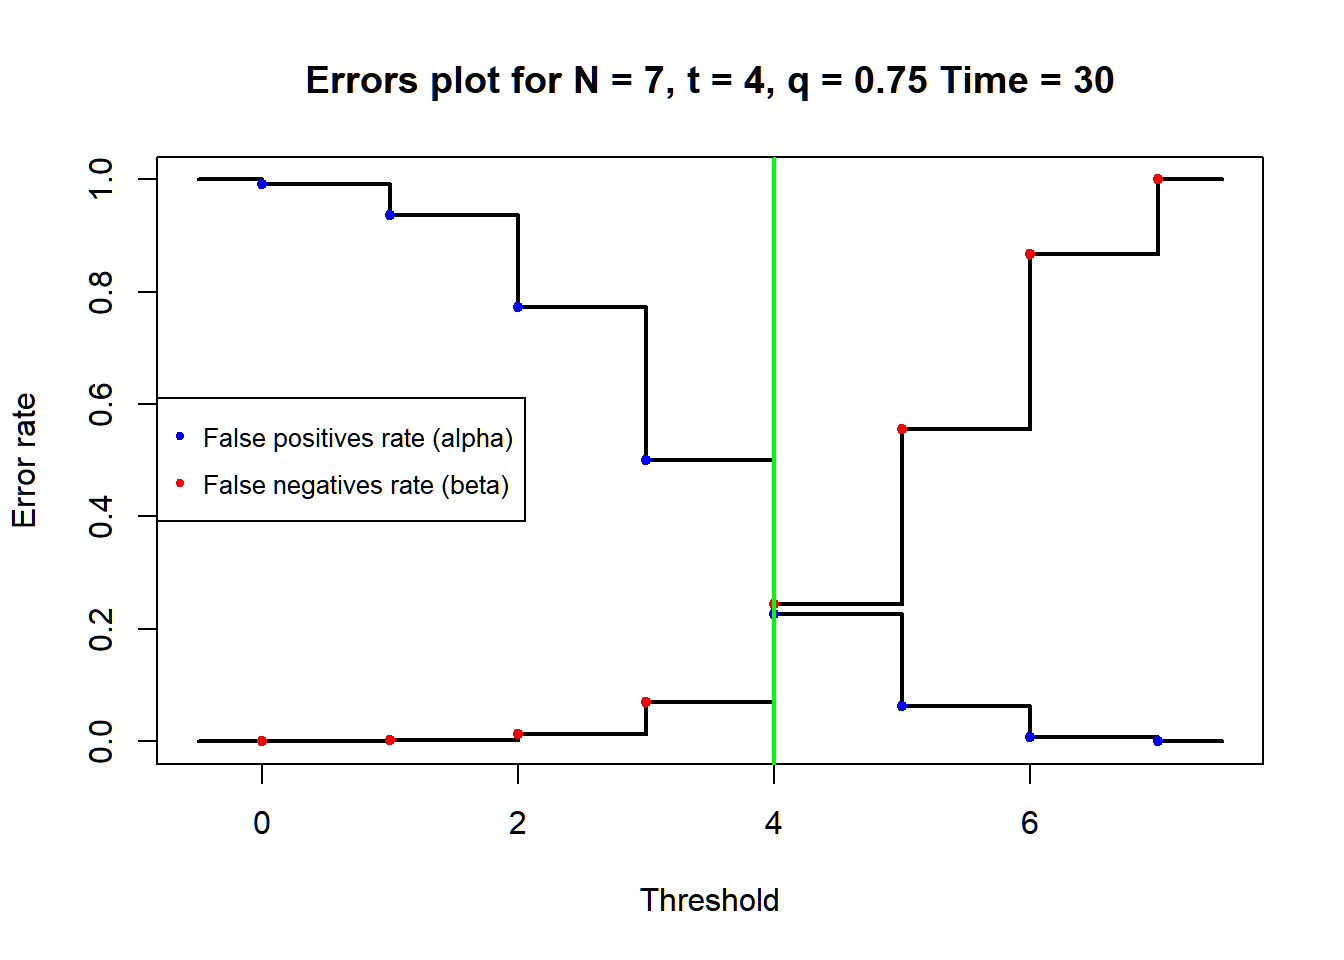 Errors plot for N = 7, t = 4, q = 0.75 Time = 30
Error rate
1.0
0.8
0.6
0.4
0.2
0.0
False positives rate (alpha)
False negatives rate (beta)
0 2 4 6
Threshold